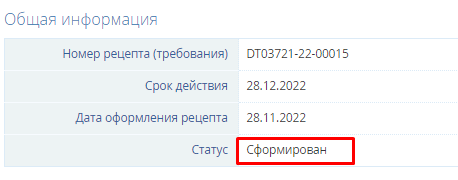 Общая информация
Номер рецепта (требования) DT03721-22-00015
Срок действия 28.12.2022
Дата оформления рецепта 28.11.2022
Статус Сформирован